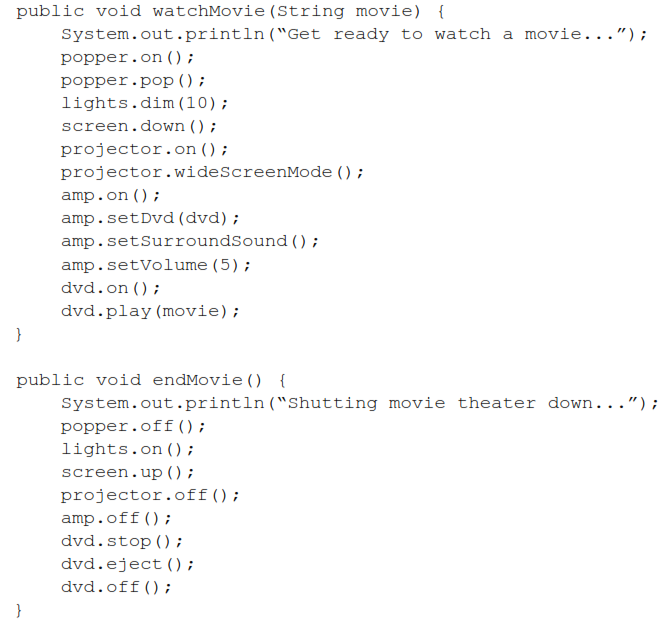 public void watchMovie(String movie) {
    System.out.println(“Get ready to watch a movie...”);
    popper.on();
    popper.pop();
    lights.dim(10);
    screen.down();
    projector.on();
    projector.wideScreenMode();
    amp.on();
    amp.setDvd(dvd);
    amp.setSurroundSound();
    amp.setVolume(5);
    dvd.on();
    dvd.play(movie);
}

public void endMovie() {
    System.out.println(“Shutting movie theater down...”);
    popper.off();
    lights.on();
    screen.up();
    projector.off();
    amp.off();
    dvd.stop();
    dvd.eject();
    dvd.off();
}